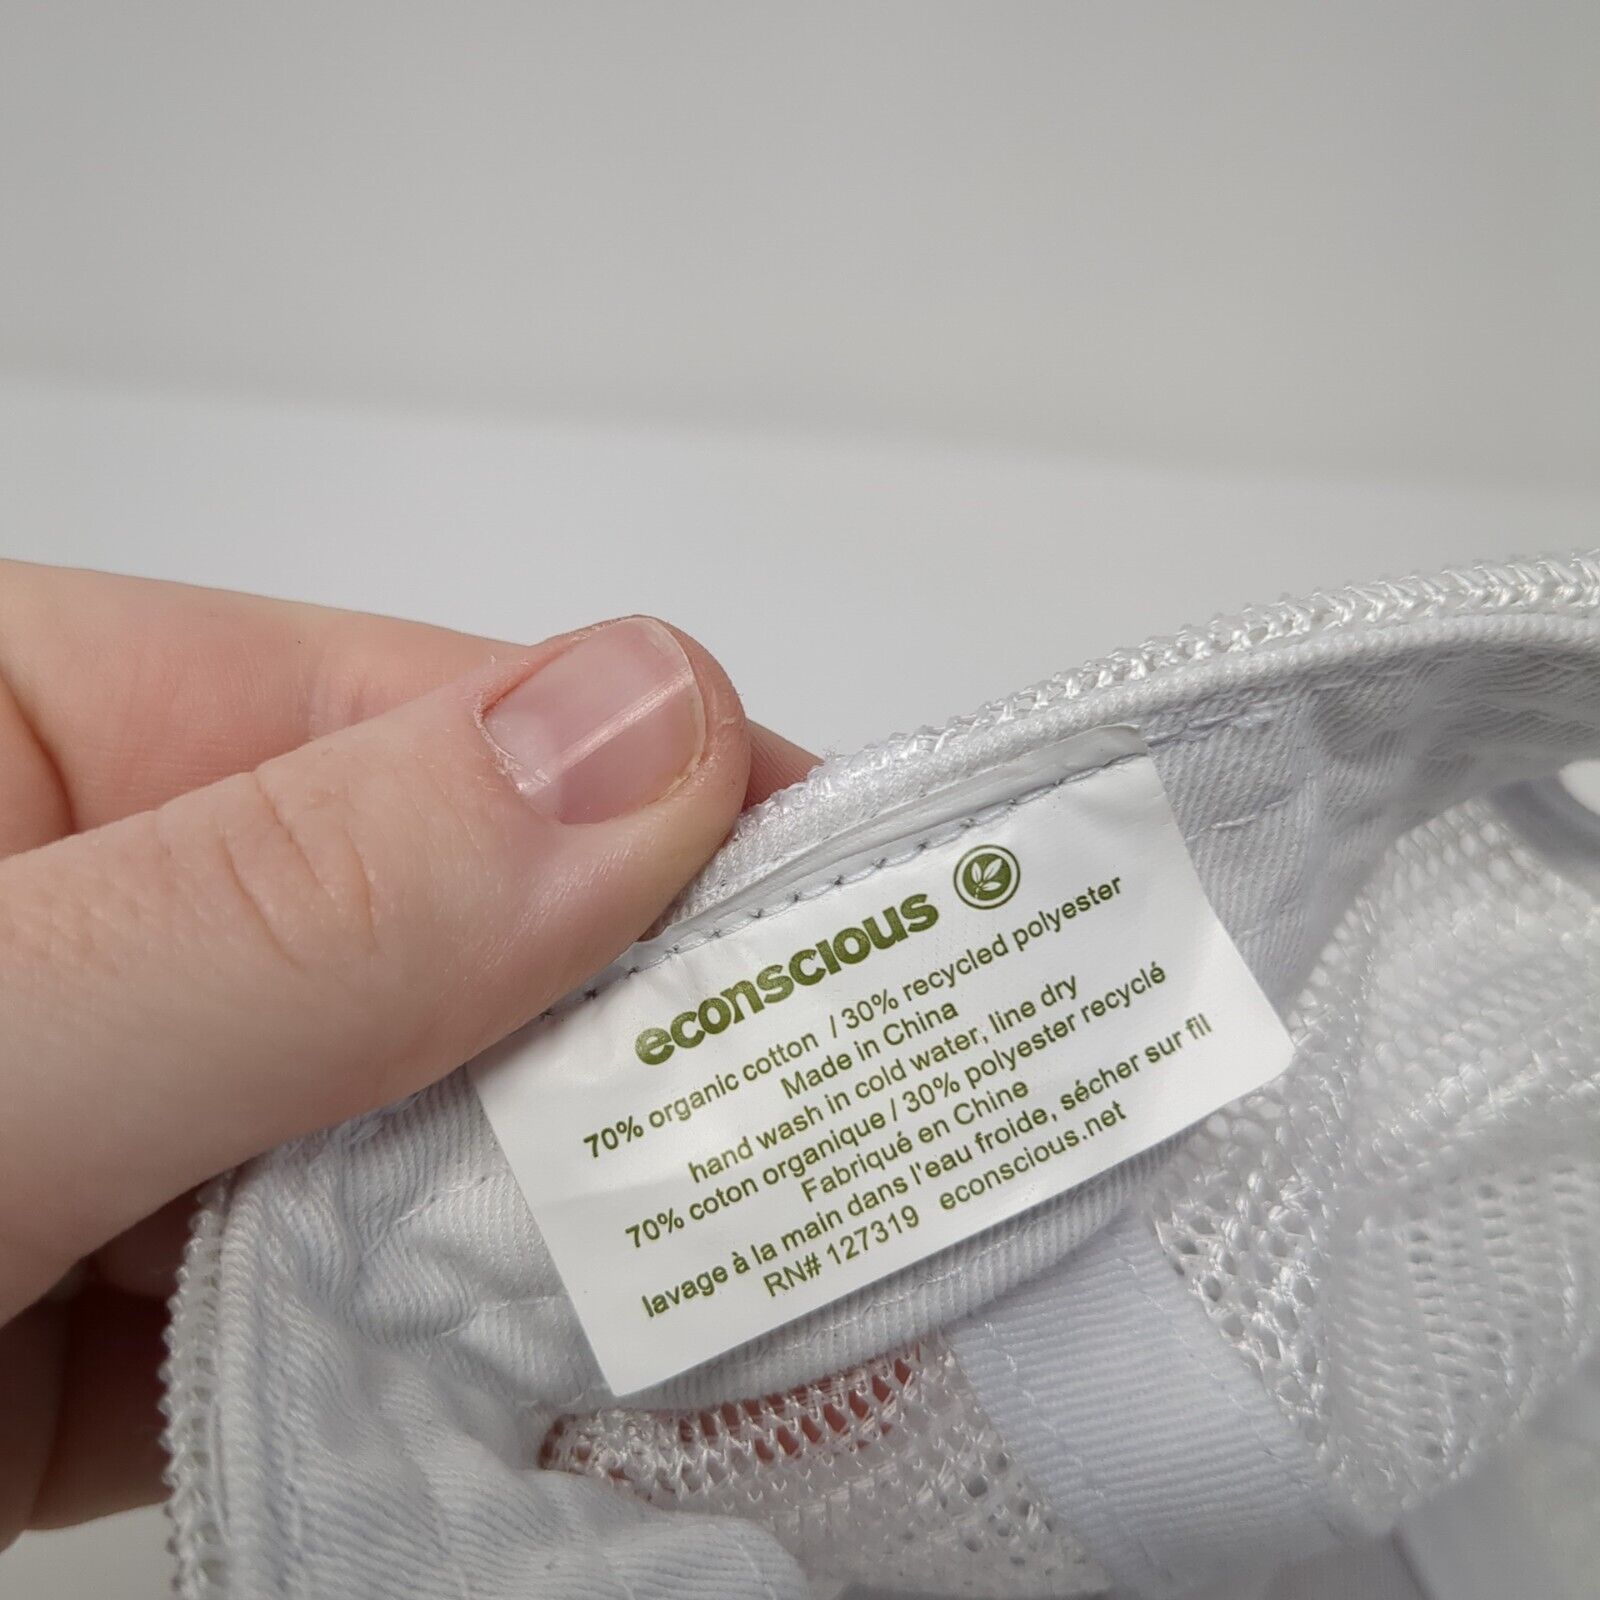 econscious
70% organic cotton / 30% recycled polyester
Made in China
hand wash in cold water, line dry
70% coton organique / 30% polyester recyclé
Fabriqué en Chine
lavage à la main dans l'eau froide, sécher sur fil
RN# 127319 econscious.net